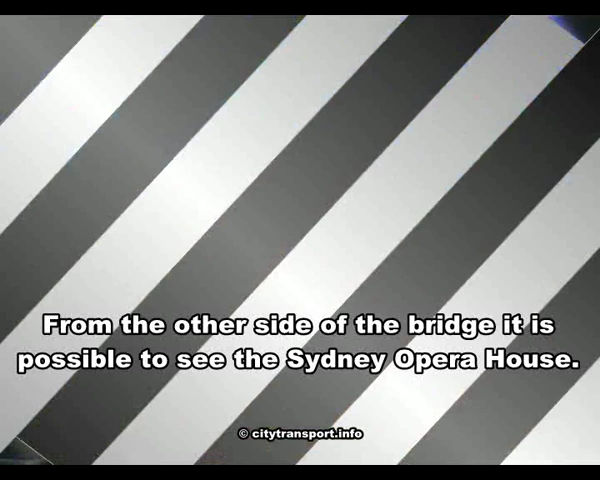 From the other side of the bridge it is
possible to see the Sydney Opera House.
© citytransport.info